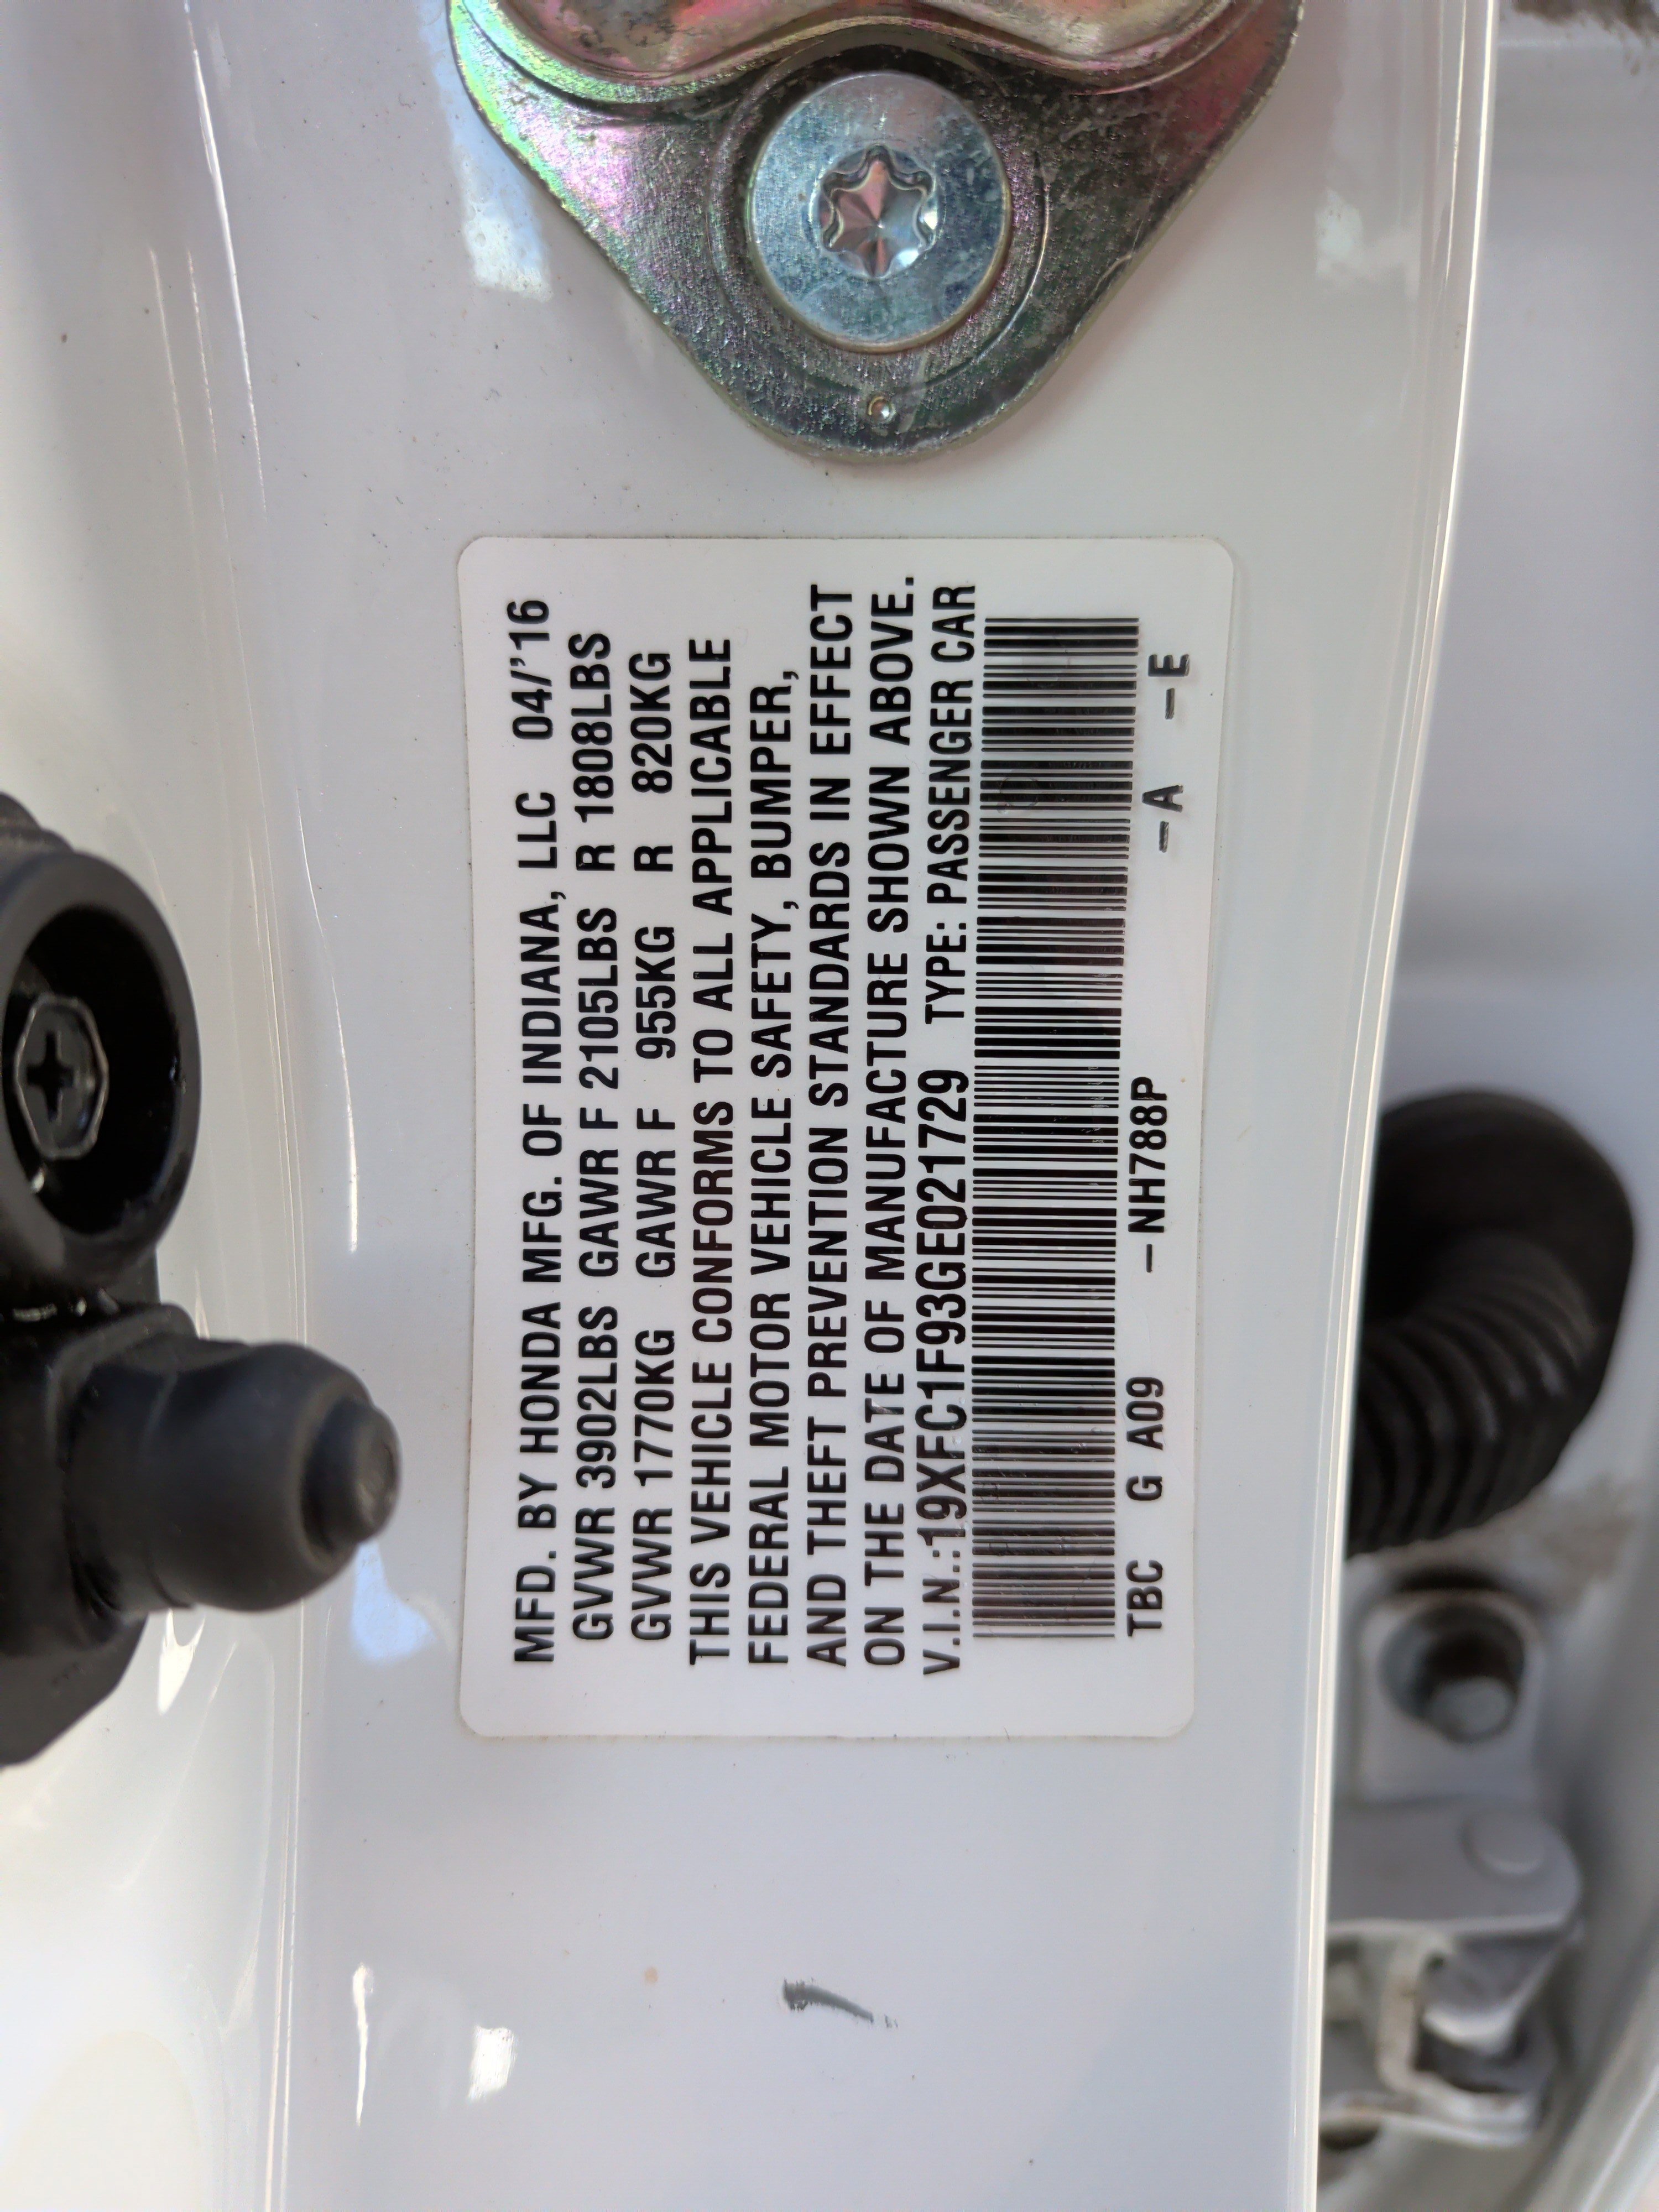 MFD. BY HONDA MFG. OF INDIANA, LLC 04/'16
GVWR 3902LBS GAWR F 2105LBS R 1808LBS
GVWR 1770KG GAWR F 955KG R 820KG
THIS VEHICLE CONFORMS TO ALL APPLICABLE
FEDERAL MOTOR VEHICLE SAFETY, BUMPER,
AND THEFT PREVENTION STANDARDS IN EFFECT
ON THE DATE OF MANUFACTURE SHOWN ABOVE.
V.I.N.:19XFC1F93GE021729 TYPE: PASSENGER CAR
TBC G A09 -NH788P -A -E